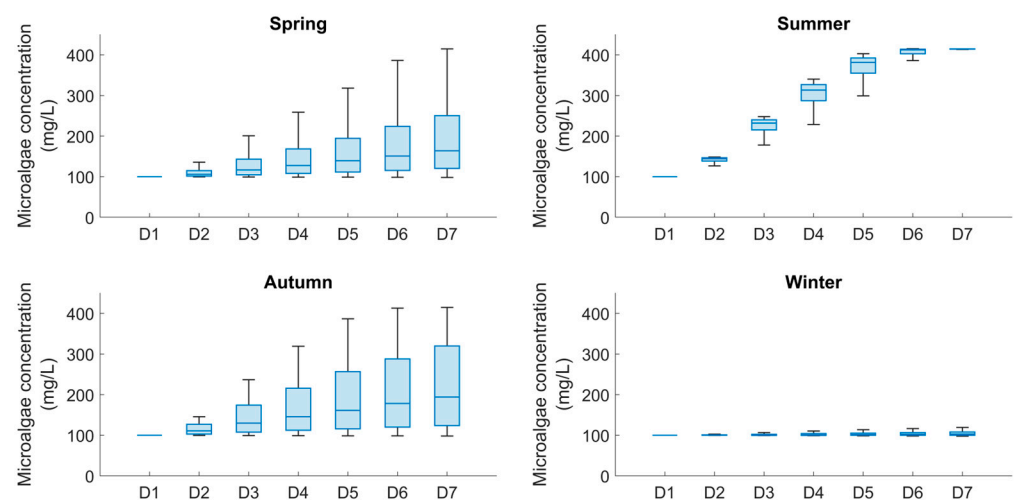 Spring
Microalgae concentration
(mg/L)
400
300
200
100
0
D1 D2 D3 D4 D5 D6 D7
Summer
Microalgae concentration
(mg/L)
400
300
200
100
0
D1 D2 D3 D4 D5 D6 D7
Autumn
Microalgae concentration
(mg/L)
400
300
200
100
0
D1 D2 D3 D4 D5 D6 D7
Winter
Microalgae concentration
(mg/L)
400
300
200
100
0
D1 D2 D3 D4 D5 D6 D7